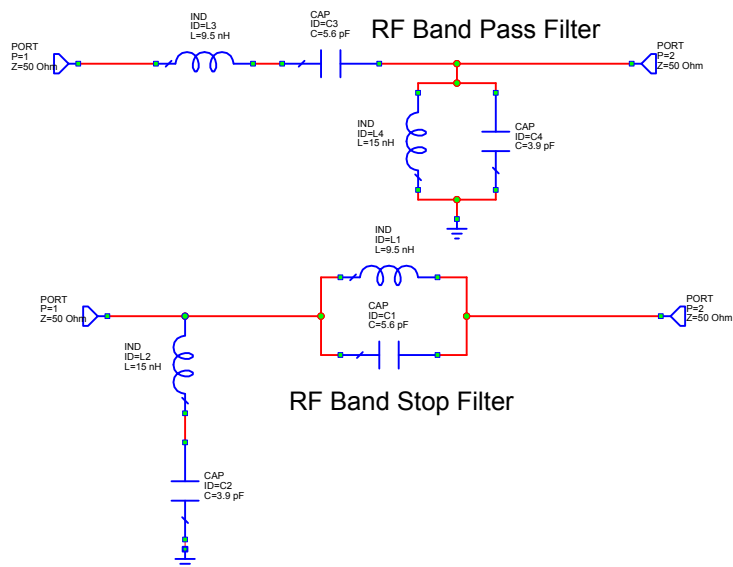 IND
ID=L3
L=9.5 nH
CAP
ID=C3
C=5.6 pF
RF Band Pass Filter
PORT
P=1
Z=50 Ohm
PORT
P=2
Z=50 Ohm
IND
ID=L4
L=15 nH
CAP
ID=C4
C=3.9 pF
IND
ID=L1
L=9.5 nH
PORT
P=1
Z=50 Ohm
CAP
ID=C1
C=5.6 pF
PORT
P=2
Z=50 Ohm
IND
ID=L2
L=15 nH
RF Band Stop Filter
CAP
ID=C2
C=3.9 pF